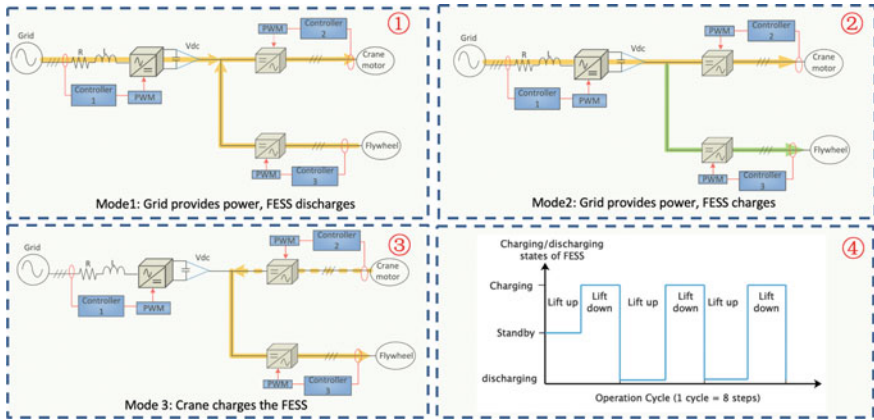 ①
Grid
R
L
Vdc
PWM
Controller
2
Crane
motor
Controller
1
PWM
PWM
Controller
3
Flywheel
Mode1: Grid provides power, FESS discharges
②
Grid
R
L
Vdc
PWM
Controller
2
Crane
motor
Controller
1
PWM
PWM
Controller
3
Flywheel
Mode2: Grid provides power, FESS charges
③
Grid
R
L
Vdc
PWM
Controller
2
Crane
motor
Controller
1
PWM
PWM
Controller
3
Flywheel
Mode 3: Crane charges the FESS
④
Charging/discharging
states of FESS
Charging
Standby
discharging
Lift up
Lift
down
Lift up
Lift
down
Lift up
Lift
down
Operation Cycle (1 cycle = 8 steps)